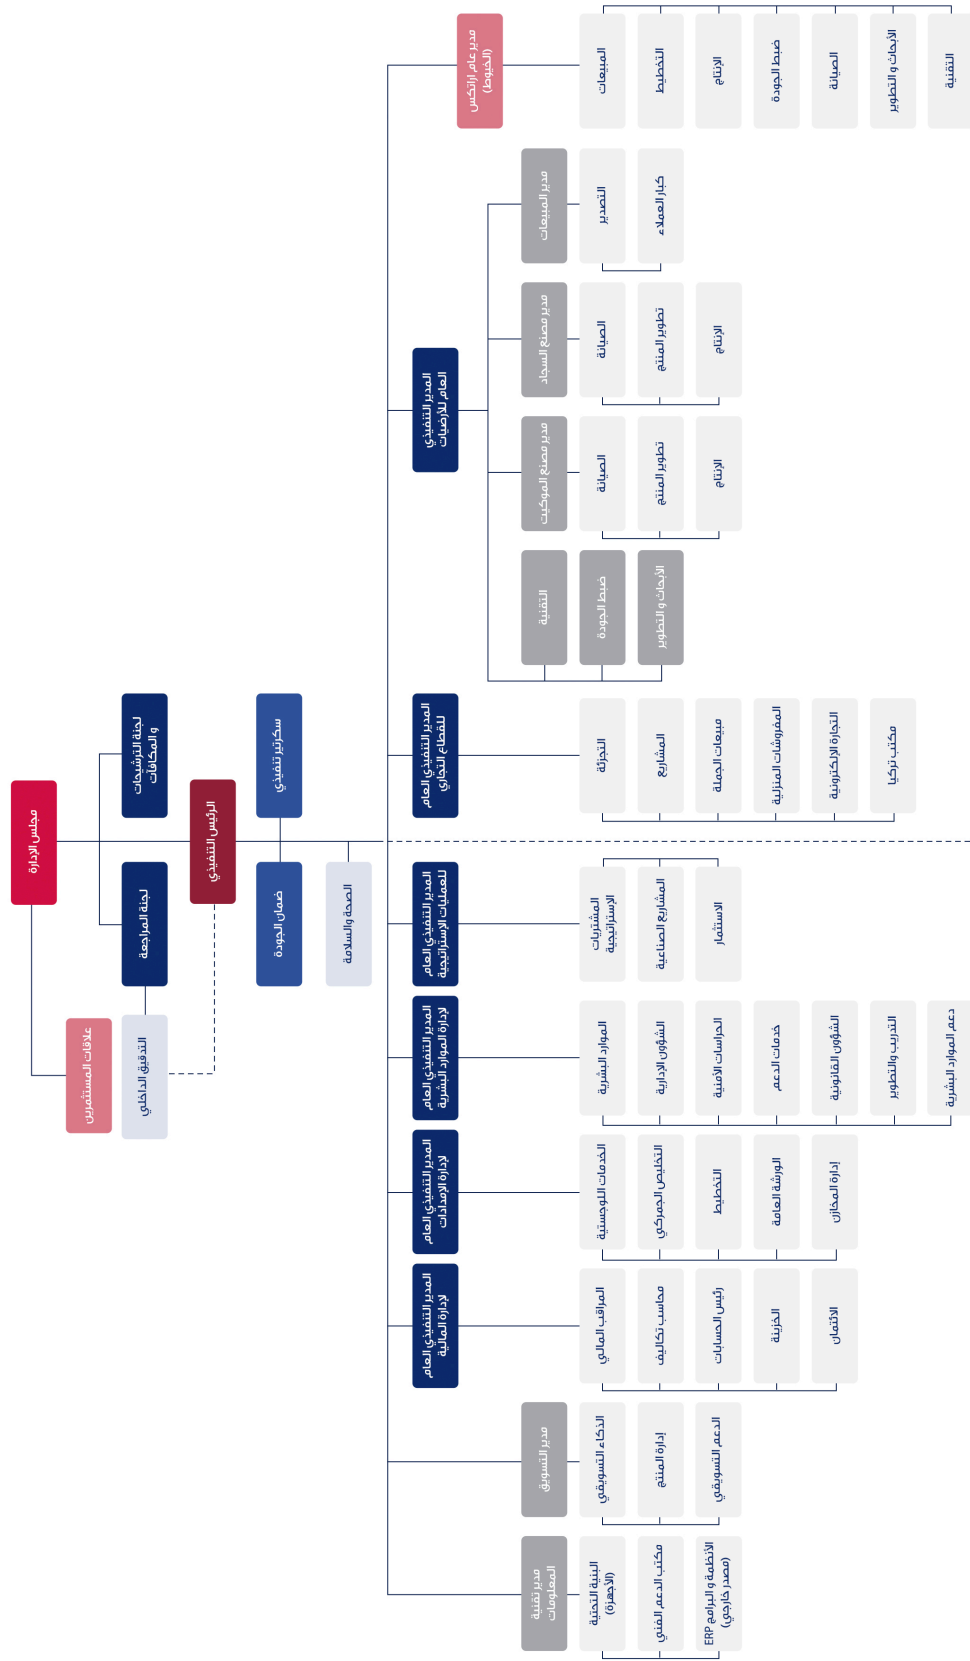 مجلس الإدارة
علاقات المستثمرين
لجنة الترشيحات
و المكافآت
لجنة المراجعة
التدقيق الداخلي
الرئيس التنفيذي
سكرتير تنفيذي
ضمان الجودة
الصحة والسلامة
مدير عام اراتكس
(الخيوط)
المبيعات
التخطيط
الإنتاج
ضبط الجودة
الصيانة
الأبحاث و التطوير
التقنية
المدير التنفيذي
العام للأرضيات
مدير المبيعات
التصدير
كبار العملاء
مدير مصنع السجاد
الصيانة
تطوير المنتج
الإنتاج
مدير مصنع الموكيت
الصيانة
تطوير المنتج
الإنتاج
التقنية
ضبط الجودة
الأبحاث و التطوير
المدير التنفيذي العام
للقطاع التجاري
التجزئة
المشاريع
مبيعات الجملة
المفروشات المنزلية
التجارة الإلكترونية
مكتب تركيا
المدير التنفيذي العام
للعمليات الإستراتيجية
المشتريات
الإستراتيجية
المشاريع الصناعية
الاستثمار
المدير التنفيذي العام
لإدارة الموارد البشرية
الموارد البشرية
الشؤون الإدارية
الحراسات الأمنية
خدمات الدعم
الشؤون القانونية
التدريب والتطوير
دعم الموارد البشرية
المدير التنفيذي العام
لإدارة الإمدادات
الخدمات اللوجستية
التخليص الجمركي
التخطيط
الورشة العامة
إدارة المخازن
المدير التنفيذي العام
لإدارة المالية
المراقب المالي
محاسب تكاليف
رئيس الحسابات
الخزينة
الائتمان
مدير التسويق
الذكاء التسويقي
إدارة المنتج
الدعم التسويقي
مدير تقنية
المعلومات
البنية التحتية
(الأجهزة)
مكتب الدعم الفني
الأنظمة و البرامج ERP
(مصدر خارجي)